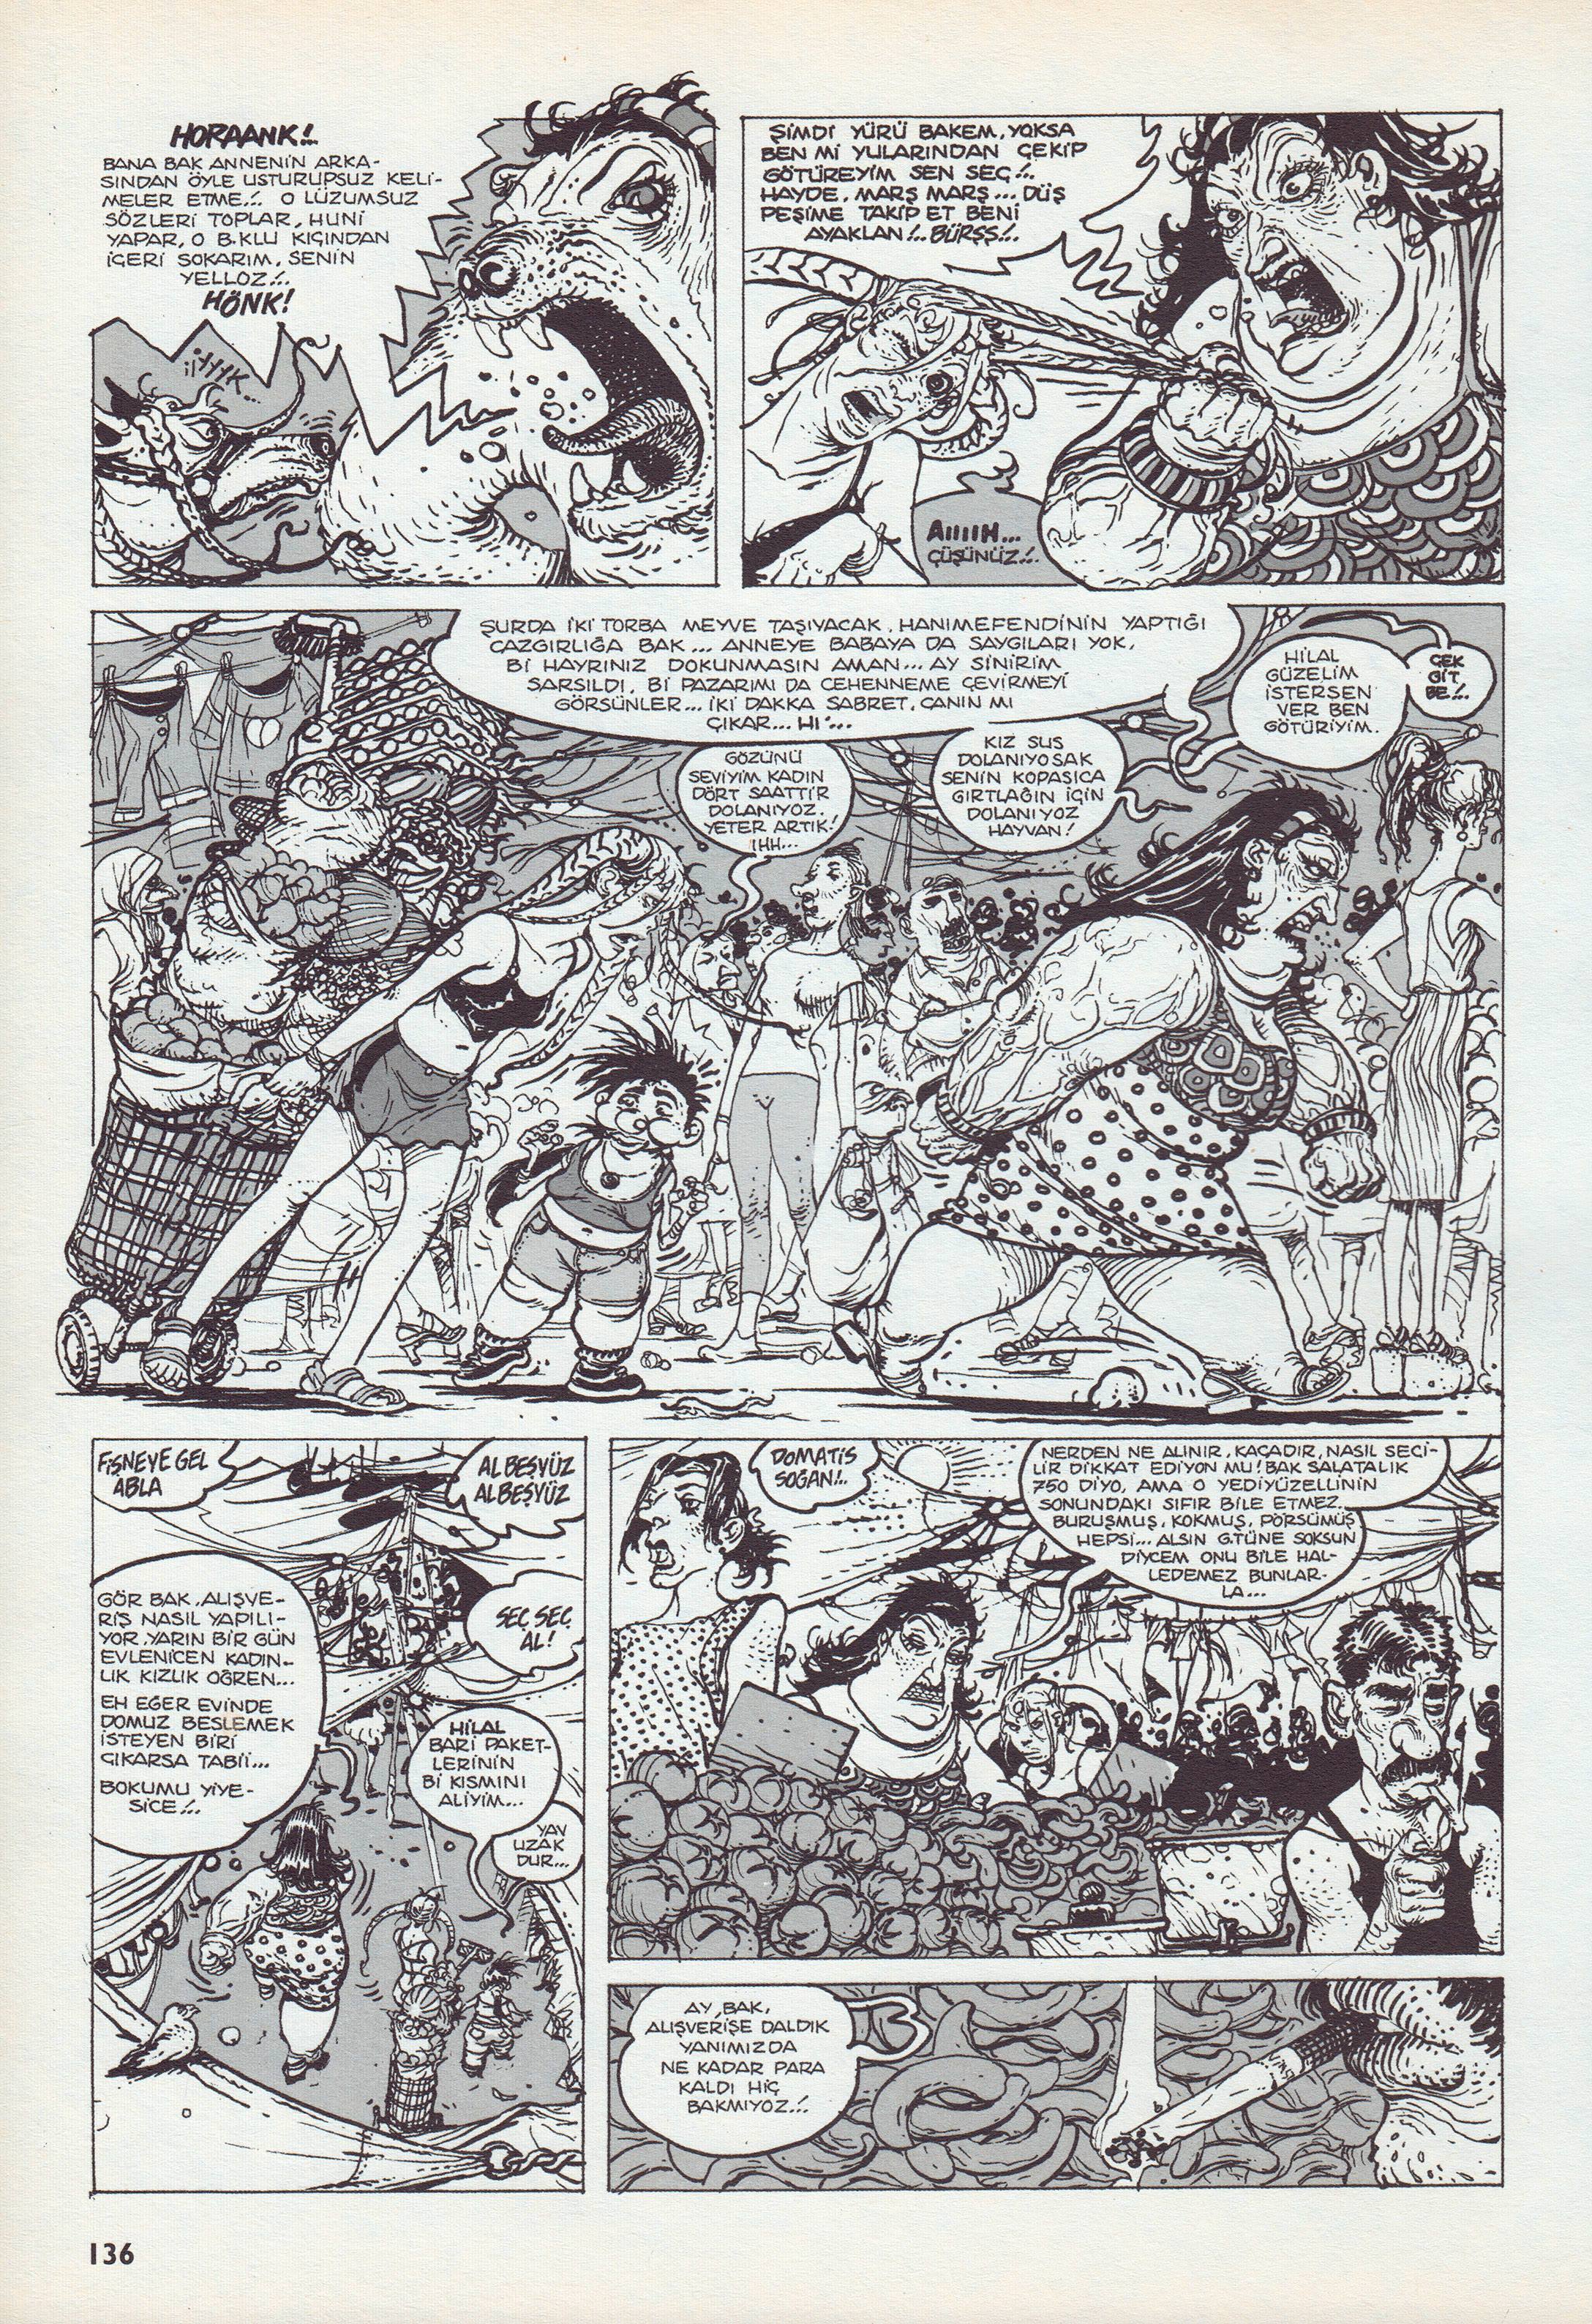 HORAANK!..
BANA BAK ANNENİN ARKA-
SINDAN ÖYLE USTURUPSUZ KELİ-
MELER ETME.!. O LÜZUMSUZ
SÖZLERİ TOPLAR, HUNİ
YAPAR, O B.KLU KIÇINDAN
İÇERİ SOKARIM, SENİN
YELLOZ.!..
HÖNK!
ŞİMDİ YÜRÜ BAKEM, YOKSA
BEN Mİ YULARINDAN ÇEKİP
GÖTÜREYİM SEN SEÇ.!.
HAYDE, MARŞ MARŞ... DÜŞ
PEŞİME TAKİP ET BENİ
AYAKLAN.!.. BÜRSS.!..
AIIIIH...
ÇÜŞÜNÜZ.!..
ŞURDA İKİ TORBA MEYVE TAŞIYACAK, HANIMEFENDİNİN YAPTIĞI
CAZGIRLIĞA BAK... ANNEYE BABAYA DA SAYGILARI YOK,
Bİ HAYRINIZ DOKUNMASIN AMAN... AY SİNİRİM
SARSILDI, Bİ PAZARIMI DA CEHENNEME ÇEVİRMEYİ
GÖRSÜNLER... İKİ DAKKA SABRET, CANIN MI
ÇIKAR... HI'...
HİLAL
GÜZELİM
İSTERSEN
VER BEN
GÖTÜRİYİM.
ÇEK
GİT
BE.!..
GÖZÜNÜ
SEVİYİM KADIN
DÖRT SAATTİR
DOLANIYOZ.
YETER ARTIK!
IHH...
KIZ SUS
DOLANIYOSAK
SENİN KOPASICA
GIRTLAĞIN İÇİN
DOLANIYOZ
HAYVAN!
FİŞNEYE GEL
ABLA
AL BEŞYÜZ
AL BEŞYÜZ
GÖR BAK, ALIŞVE-
RİŞ NASIL YAPILI-
YOR, YARIN BİR GÜN
EVLENİCEN KADIN-
LIK KIZLIK ÖĞREN...
EH EĞER EVİNDE
DOMUZ BESLEMEK
İSTEYEN BİRİ
ÇIKARSA TABİİ...
BOKUMU YİYE-
SİCE.!..
SEÇ SEÇ
AL!
HİLAL
BARİ PAKET-
LERİNİN
Bİ KISMINI
ALİYİM...
YAV
UZAK
DUR...
DOMATİS
SOĞAN!..
NERDEN NE ALINIR, KAÇADIR, NASIL SEÇİ-
LİR DİKKAT EDİYON MU! BAK SALATALIK
750 DİYO, AMA O YEDİYÜZELLİNİN
SONUNDAKİ SIFIR BİLE ETMEZ.
BURUŞMUŞ, KOKMUŞ, PÖRSÜMÜŞ
HEPSİ... ALSIN G.TÜNE SOKSUN
DİYCEM ONU BİLE HAL-
LEDEMEZ BUNLAR-
LA...
AY, BAK,
ALIŞVERİŞE DALDIK
YANIMIZDA
NE KADAR PARA
KALDI HİÇ
BAKMIYOZ.!..
136